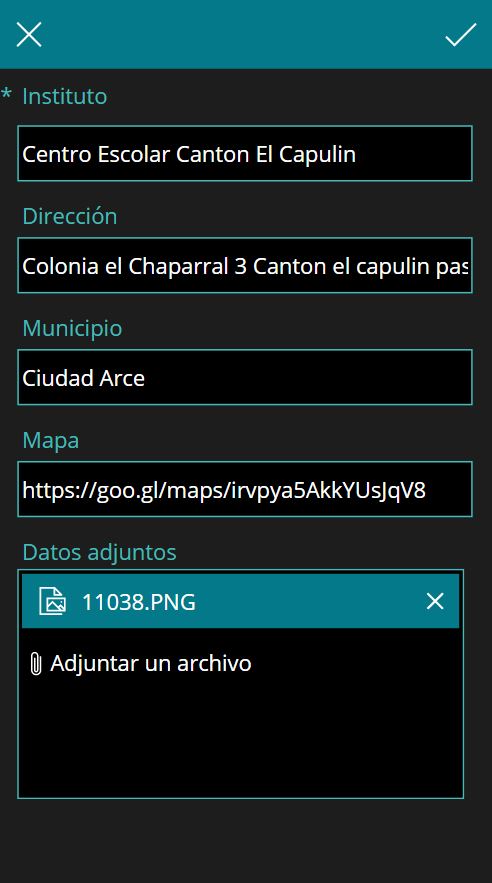 * Instituto
Centro Escolar Canton El Capulin
Dirección
Colonia el Chaparral 3 Canton el capulin pas
Municipio
Ciudad Arce
Mapa
https://goo.gl/maps/irvpya5AkkYUsJqV8
Datos adjuntos
11038.PNG
Adjuntar un archivo